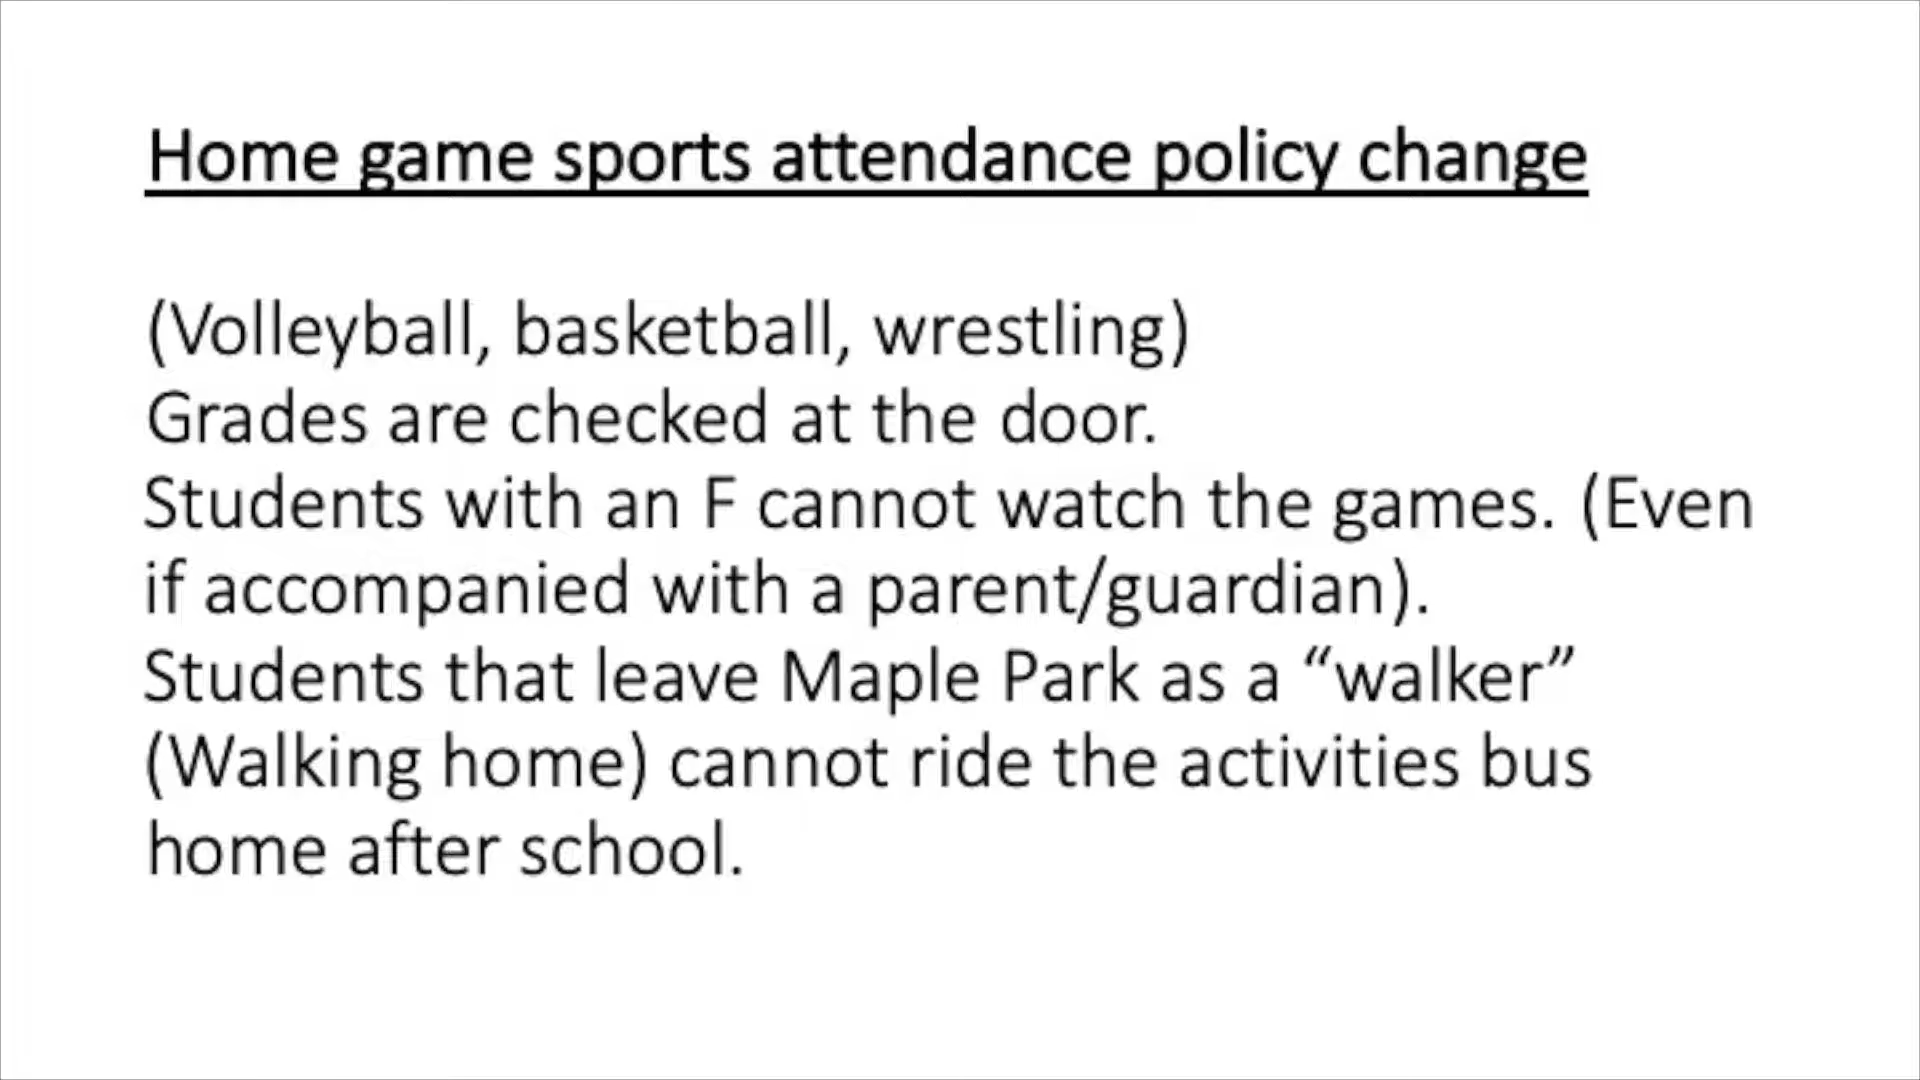 Home game sports attendance policy change
(Volleyball, basketball, wrestling)
Grades are checked at the door.
Students with an F cannot watch the games. (Even
if accompanied with a parent/guardian).
Students that leave Maple Park as a “walker”
(Walking home) cannot ride the activities bus
home after school.